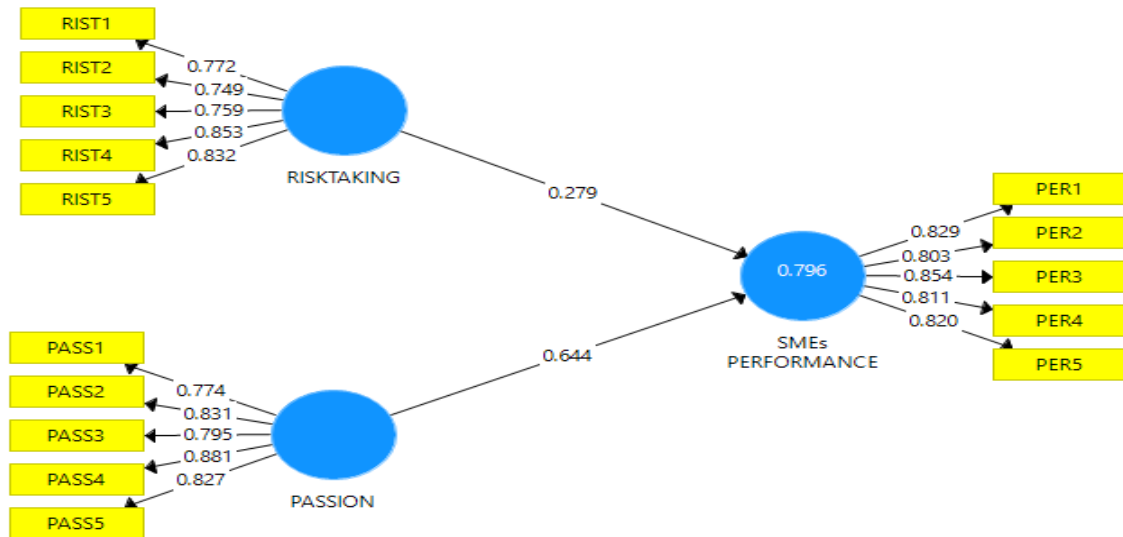 RIST1
RIST2
RIST3
RIST4
RIST5
0.772
0.749
0.759
0.853
0.832
RISKTAKING
0.279
PASS1
PASS2
PASS3
PASS4
PASS5
0.774
0.831
0.795
0.881
0.827
PASSION
0.644
0.796
SMEs
PERFORMANCE
0.829
0.803
0.854
0.811
0.820
PER1
PER2
PER3
PER4
PER5